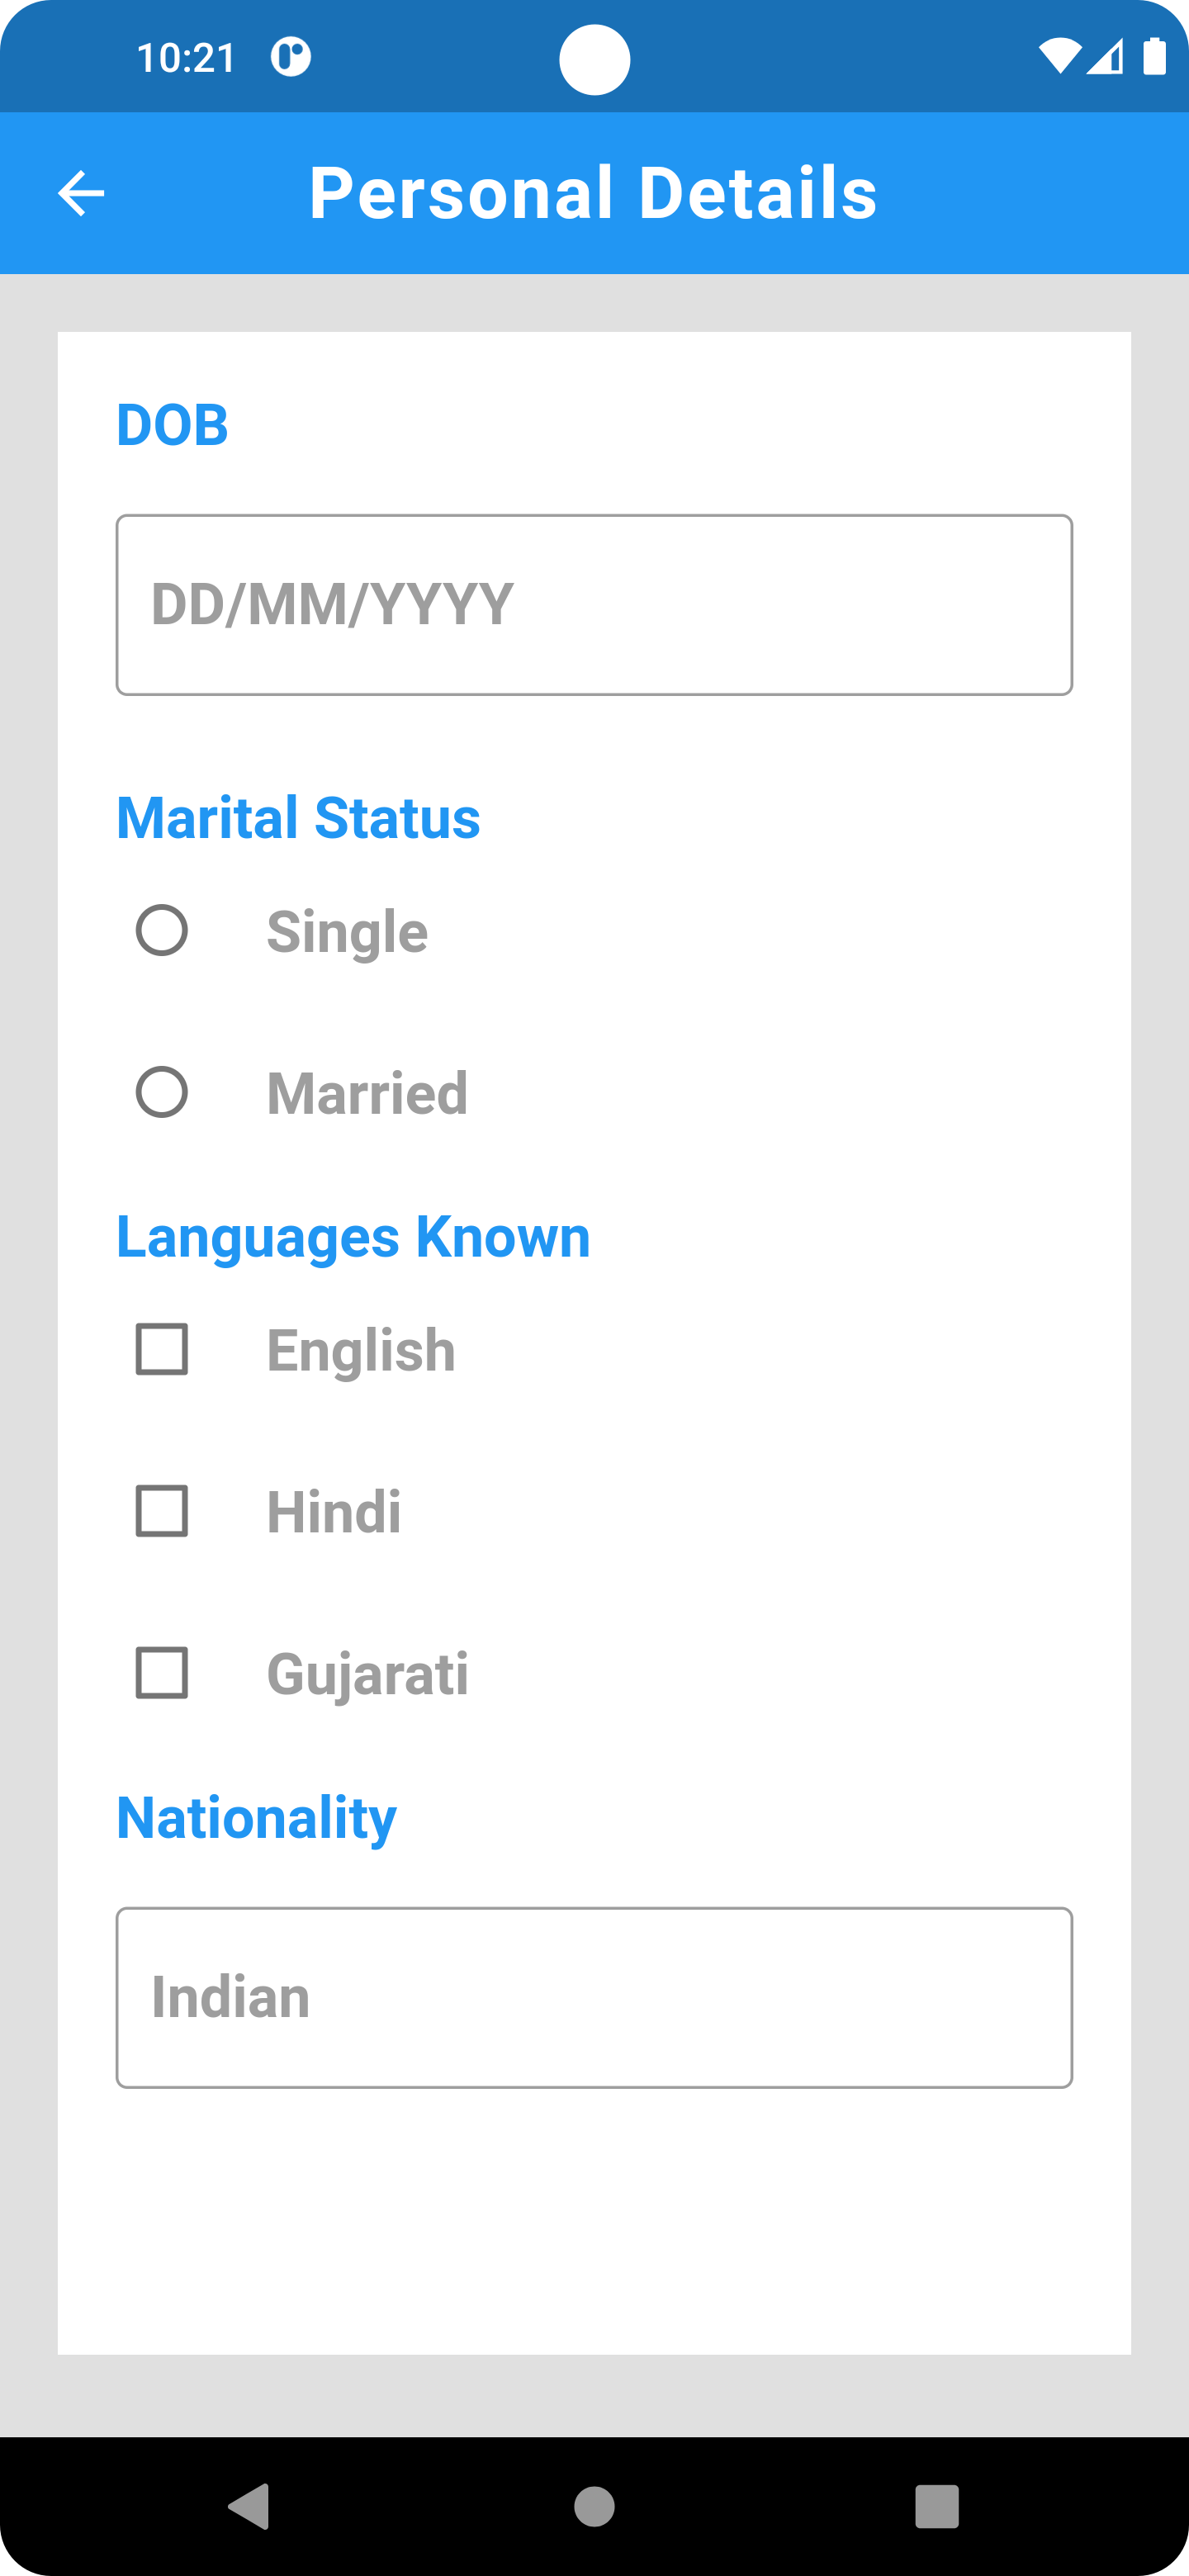 10:21
Personal Details
DOB
DD/MM/YYYY
Marital Status
Single
Married
Languages Known
English
Hindi
Gujarati
Nationality
Indian